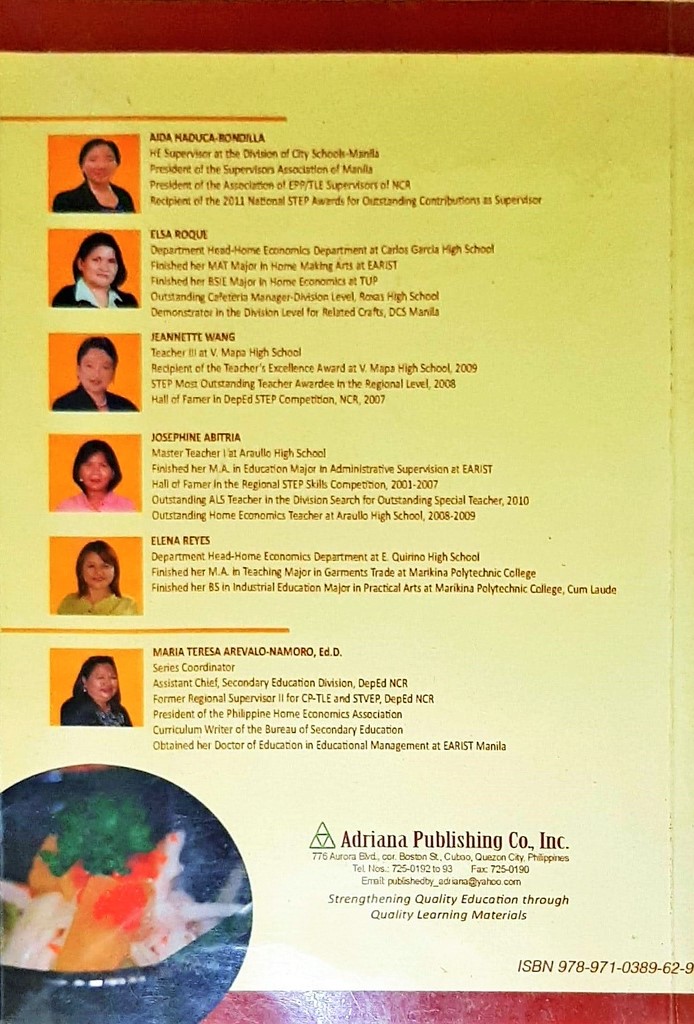 AIDA HADUCA-RONDILLA
HE Supervisor at the Division of City Schools-Manila
President of the Supervisors Association of Manila
President of the Association of EPP/TLE Supervisors of NCR
Recipient of the 2011 National STEP Awards for Outstanding Contributions as Supervisor
ELSA ROQUE
Department Head-Home Economics Department at Carlos Garcia High School
Finished her MAT Major in Home Making Arts at EARIST
Finished her BSIE Major in Home Economics at TUP
Outstanding Cafeteria Manager-Division Level, Roxas High School
Demonstrator in the Division Level for Related Crafts, DCS Manila
JEANNETTE WANG
Teacher III at V. Mapa High School
Recipient of the Teacher's Excellence Award at V. Mapa High School, 2009
STEP Most Outstanding Teacher Awardee in the Regional Level, 2008
Hall of Famer in DepEd STEP Competition, NCR, 2007
JOSEPHINE ABITRIA
Master Teacher I at Araullo High School
Finished her M.A. in Education Major in Administrative Supervision at EARIST
Hall of Famer in the Regional STEP Skills Competition, 2001-2007
Outstanding ALS Teacher in the Division Search for Outstanding Special Teacher, 2010
Outstanding Home Economics Teacher at Araullo High School, 2008-2009
ELENA REYES
Department Head-Home Economics Department at E. Quirino High School
Finished her M.A. in Teaching Major in Garments Trade at Marikina Polytechnic College
Finished her BS in Industrial Education Major in Practical Arts at Marikina Polytechnic College, Cum Laude
MARIA TERESA AREVALO-NAMORO, Ed.D.
Series Coordinator
Assistant Chief, Secondary Education Division, DepEd NCR
Former Regional Supervisor II for CP-TLE and STVEP, DepEd NCR
President of the Philippine Home Economics Association
Curriculum Writer of the Bureau of Secondary Education
Obtained her Doctor of Education in Educational Management at EARIST Manila
Adriana Publishing Co., Inc.
776 Aurora Blvd., cor. Boston St., Cubao, Quezon City, Philippines
Tel. Nos.: 725-0192 to 93 Fax: 725-0190
Email: publishedby_adriana@yahoo.com
Strengthening Quality Education through
Quality Learning Materials
ISBN 978-971-0389-62-9